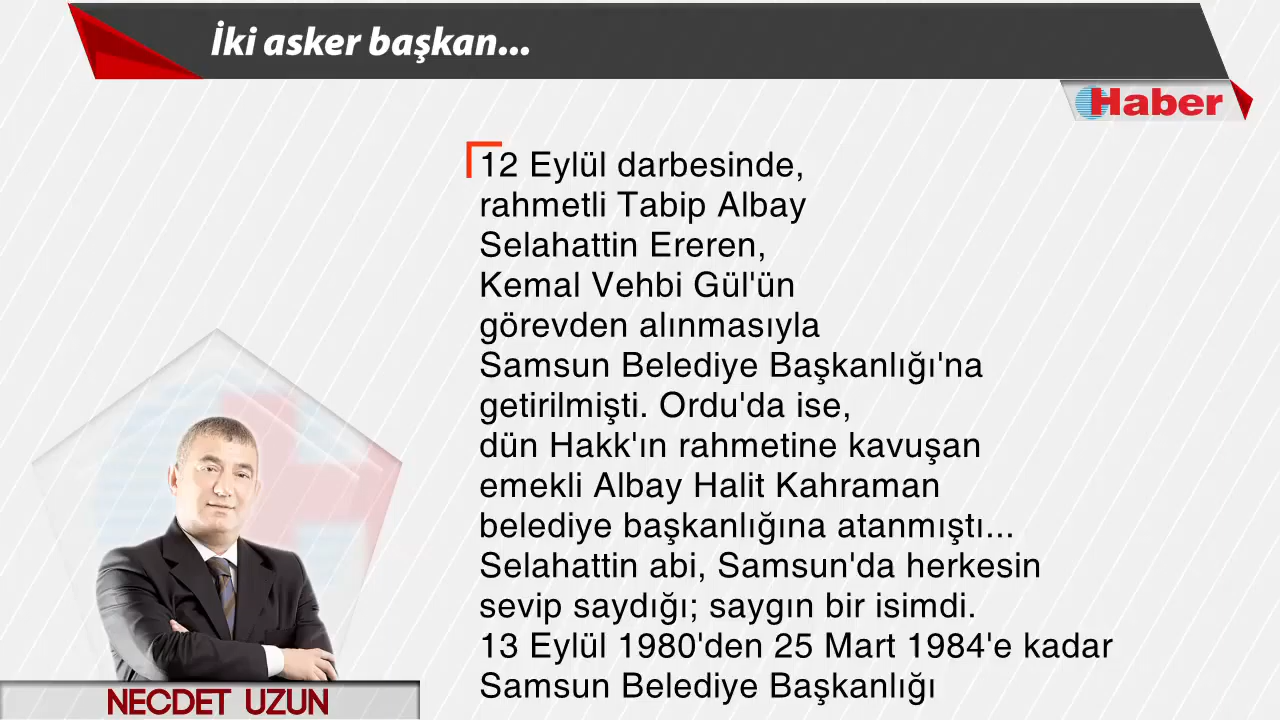 İki asker başkan...
Haber
12 Eylül darbesinde,
rahmetli Tabip Albay
Selahattin Ereren,
Kemal Vehbi Gül'ün
görevden alınmasıyla
Samsun Belediye Başkanlığı'na
getirilmişti. Ordu'da ise,
dün Hakk'ın rahmetine kavuşan
emekli Albay Halit Kahraman
belediye başkanlığına atanmıştı...
Selahattin abi, Samsun'da herkesin
sevip saydığı; saygın bir isimdi.
13 Eylül 1980'den 25 Mart 1984'e kadar
Samsun Belediye Başkanlığı
NECDET UZUN